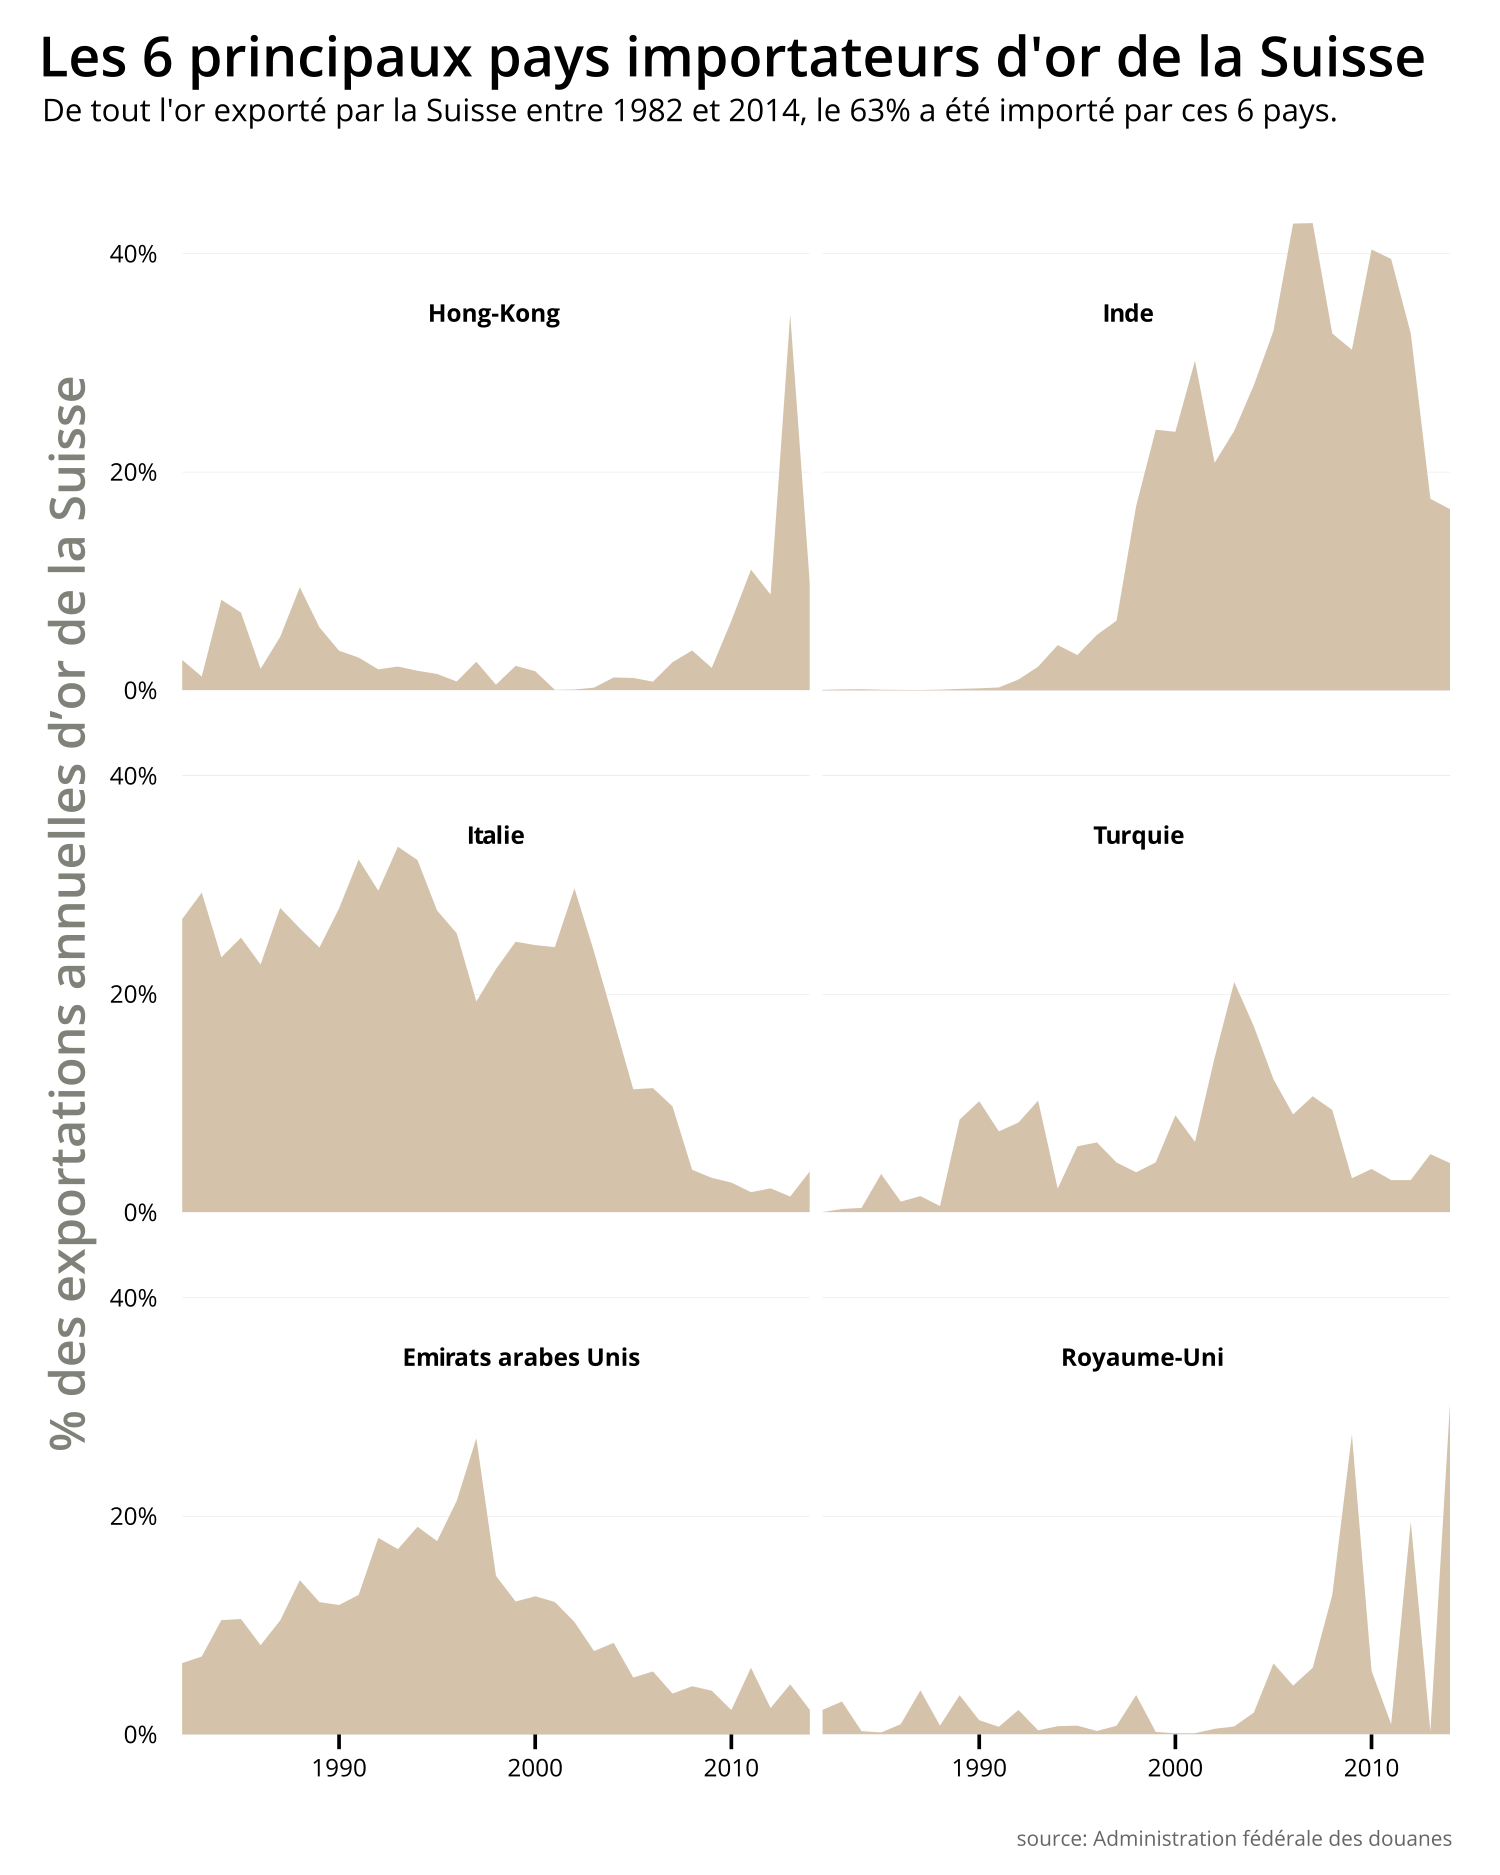 Les 6 principaux pays importateurs d'or de la Suisse
De tout l'or exporté par la Suisse entre 1982 et 2014, le 63% a été importé par ces 6 pays.
% des exportations annuelles d’or de la Suisse
40%
Hong-Kong
Inde
20%
0%
40%
Italie
Turquie
20%
0%
40%
Emirats arabes Unis
Royaume-Uni
20%
0%
1990
2000
2010
1990
2000
2010
source: Administration fédérale des douanes